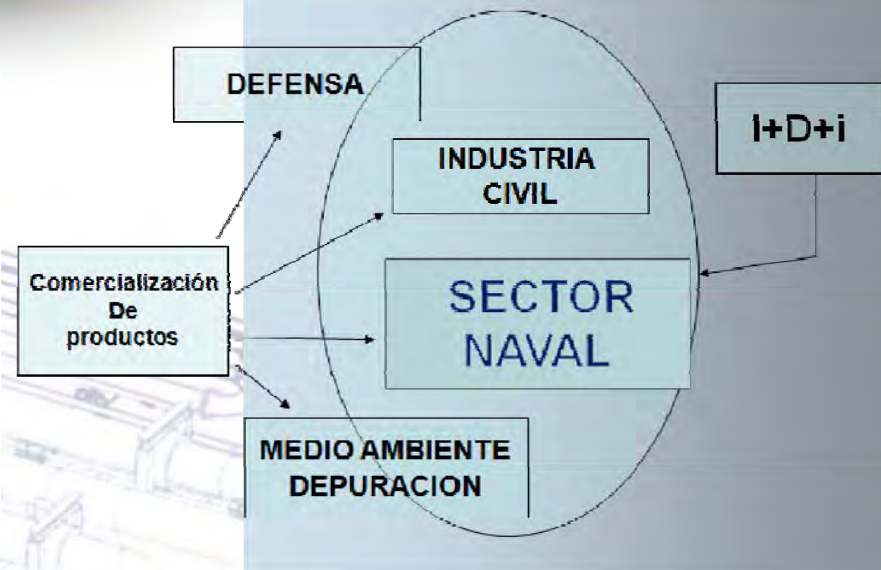 DEFENSA
I+D+i
INDUSTRIA
CIVIL
Comercialización
De
productos
SECTOR
NAVAL
MEDIO AMBIENTE
DEPURACION